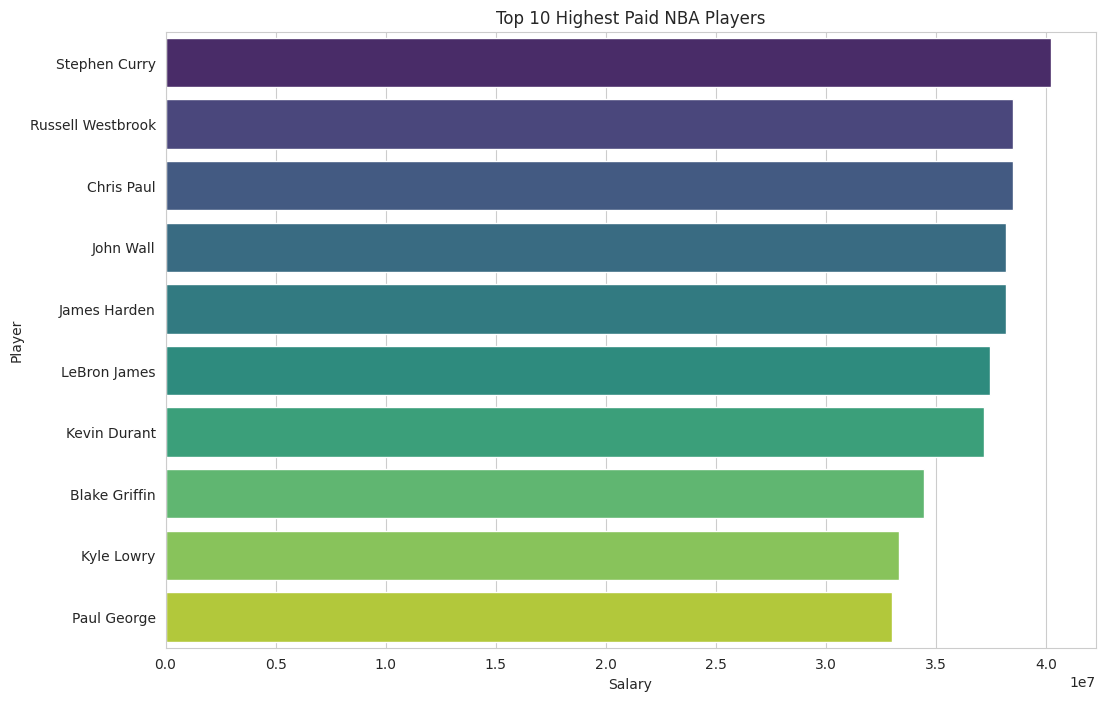 Top 10 Highest Paid NBA Players
Player
Stephen Curry
Russell Westbrook
Chris Paul
John Wall
James Harden
LeBron James
Kevin Durant
Blake Griffin
Kyle Lowry
Paul George
0.0 0.5 1.0 1.5 2.0 2.5 3.0 3.5 4.0
Salary
1e7